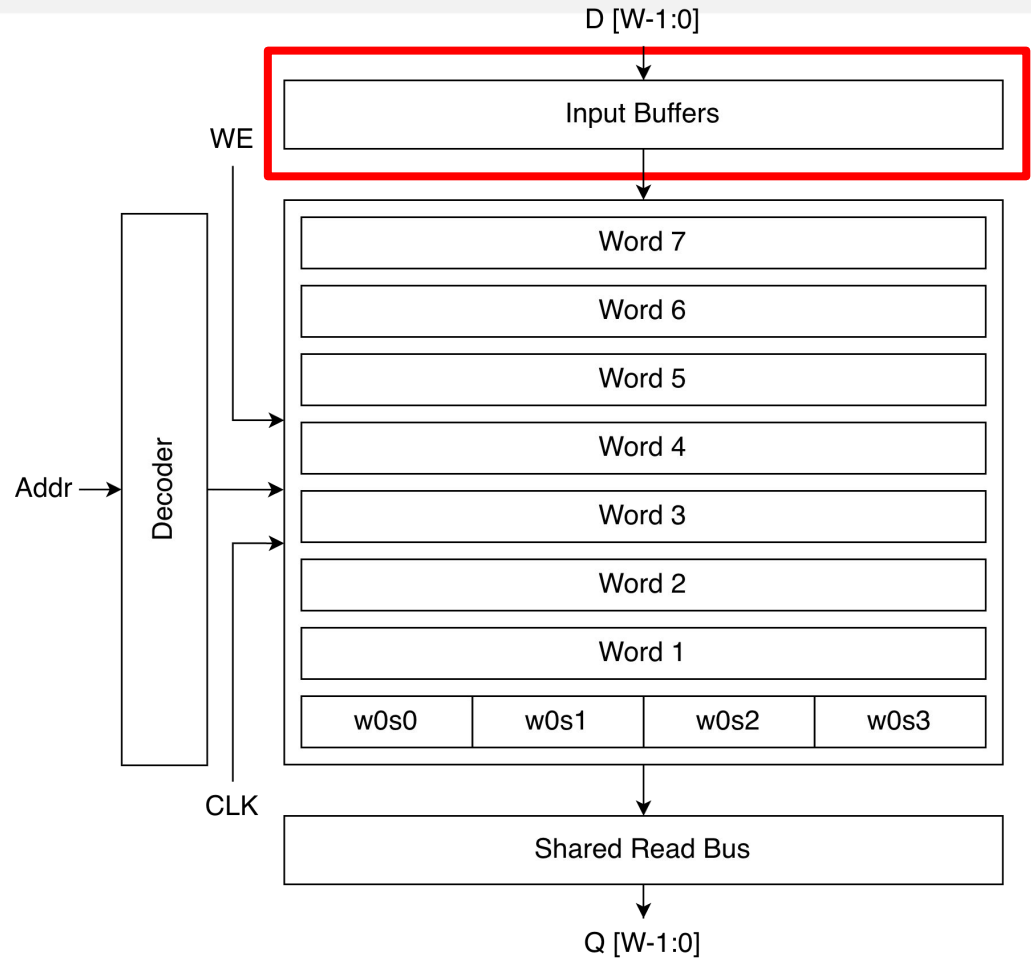 D [W-1:0]
Input Buffers
WE
Word 7
Word 6
Word 5
Word 4
Addr
Decoder
Word 3
Word 2
Word 1
w0s0 w0s1 w0s2 w0s3
CLK
Shared Read Bus
Q [W-1:0]